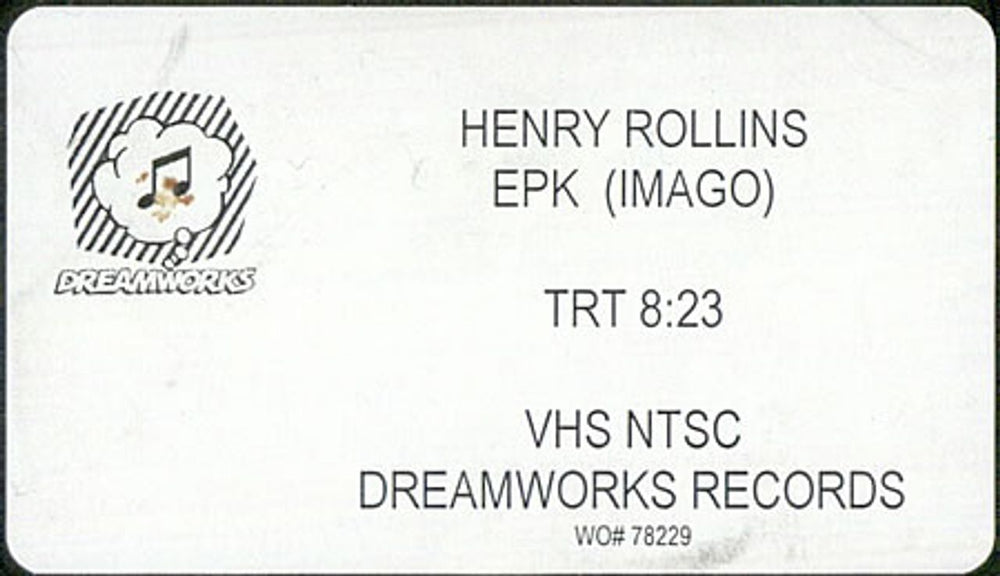 HENRY ROLLINS
EPK (IMAGO)
DREAMWORKS
TRT 8:23
VHS NTSC
DREAMWORKS RECORDS
WO# 78229